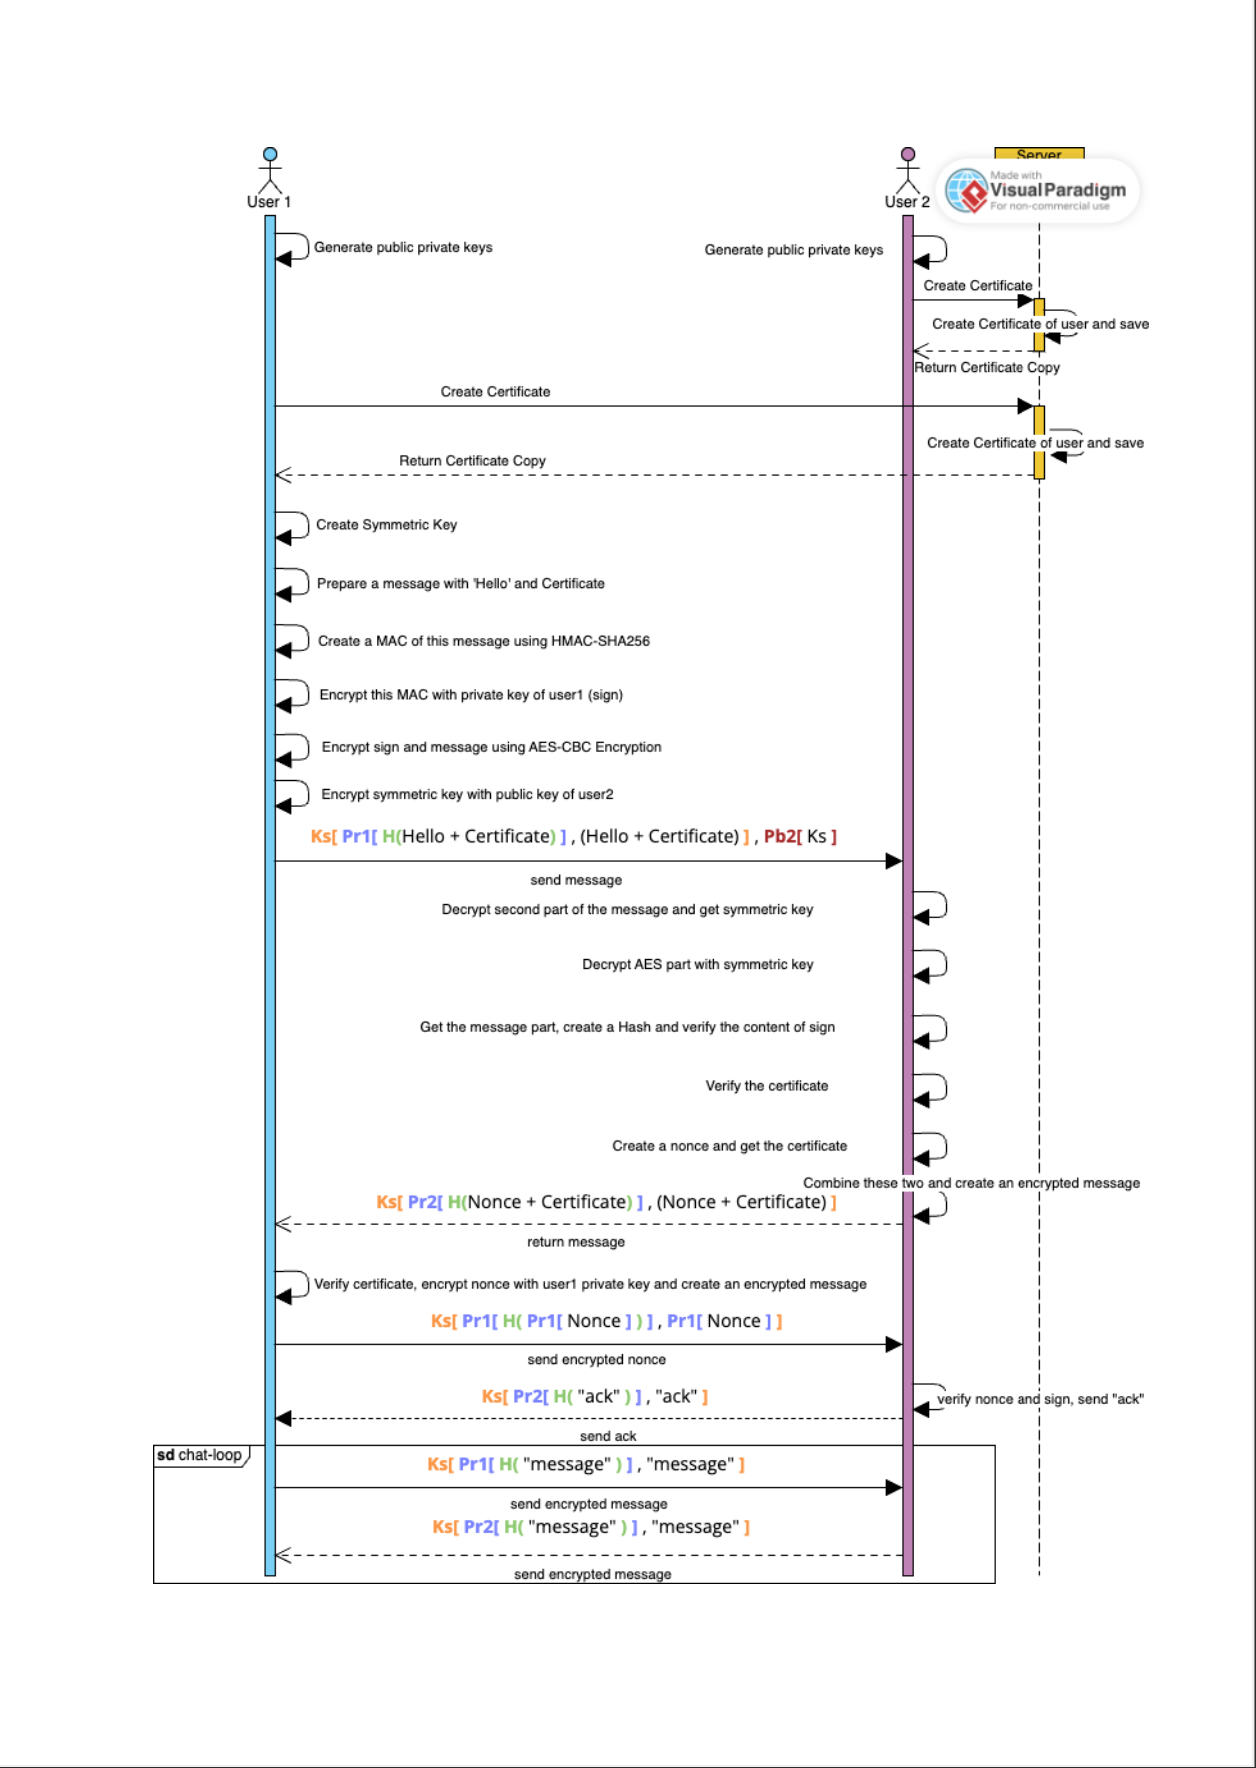 Server
Made with
Visual Paradigm
For non-commercial use
User 1
User 2
Generate public private keys
Generate public private keys
Create Certificate
Create Certificate of user and save
Return Certificate Copy
Create Certificate
Create Certificate of user and save
Return Certificate Copy
Create Symmetric Key
Prepare a message with 'Hello' and Certificate
Create a MAC of this message using HMAC-SHA256
Encrypt this MAC with private key of user1 (sign)
Encrypt sign and message using AES-CBC Encryption
Encrypt symmetric key with public key of user2
Ks[ Pr1[ H(Hello + Certificate) ] , (Hello + Certificate) ] , Pb2[ Ks ]
send message
Decrypt second part of the message and get symmetric key
Decrypt AES part with symmetric key
Get the message part, create a Hash and verify the content of sign
Verify the certificate
Create a nonce and get the certificate
Combine these two and create an encrypted message
Ks[ Pr2[ H(Nonce + Certificate) ] , (Nonce + Certificate) ]
return message
Verify certificate, encrypt nonce with user1 private key and create an encrypted message
Ks[ Pr1[ H( Pr1[ Nonce ] ) ] , Pr1[ Nonce ] ]
send encrypted nonce
Ks[ Pr2[ H( "ack" ) ] , "ack" ]
verify nonce and sign, send "ack"
send ack
sd chat-loop
Ks[ Pr1[ H( "message" ) ] , "message" ]
send encrypted message
Ks[ Pr2[ H( "message" ) ] , "message" ]
send encrypted message